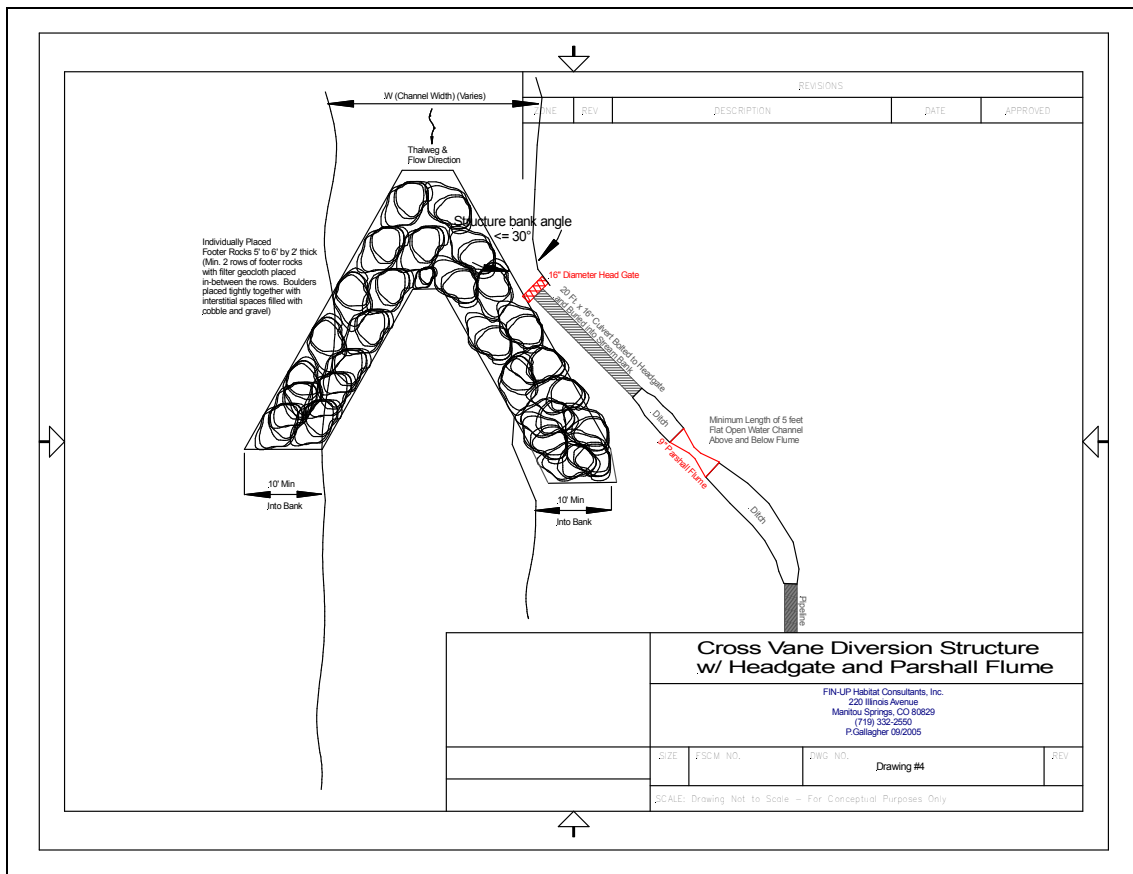 REVISIONS
ZONE REV DESCRIPTION DATE APPROVED
W (Channel Width) (Varies)
Thalweg &
Flow Direction
Structure bank angle
<= 30°
Individually Placed
Footer Rocks 5' to 6' by 2' thick
(Min. 2 rows of footer rocks
with filter geocloth placed
in-between the rows. Boulders
placed tightly together with
interstitial spaces filled with
cobble and gravel)
16" Diameter Head Gate
20 Ft. x 16" Culvert Bolted to Headgate
and Buried into Stream Bank
Ditch
Minimum Length of 5 feet
Flat Open Water Channel
Above and Below Flume
9" Parshall Flume
Ditch
10' Min
Into Bank
10' Min
Into Bank
Pipeline
Cross Vane Diversion Structure
w/ Headgate and Parshall Flume
FIN-UP Habitat Consultants, Inc.
220 Illinois Avenue
Manitou Springs, CO 80829
(719) 332-2550
P.Gallagher 09/2005
SIZE FSCM NO. DWG NO. REV
Drawing #4
SCALE: Drawing Not to Scale - For Conceptual Purposes Only